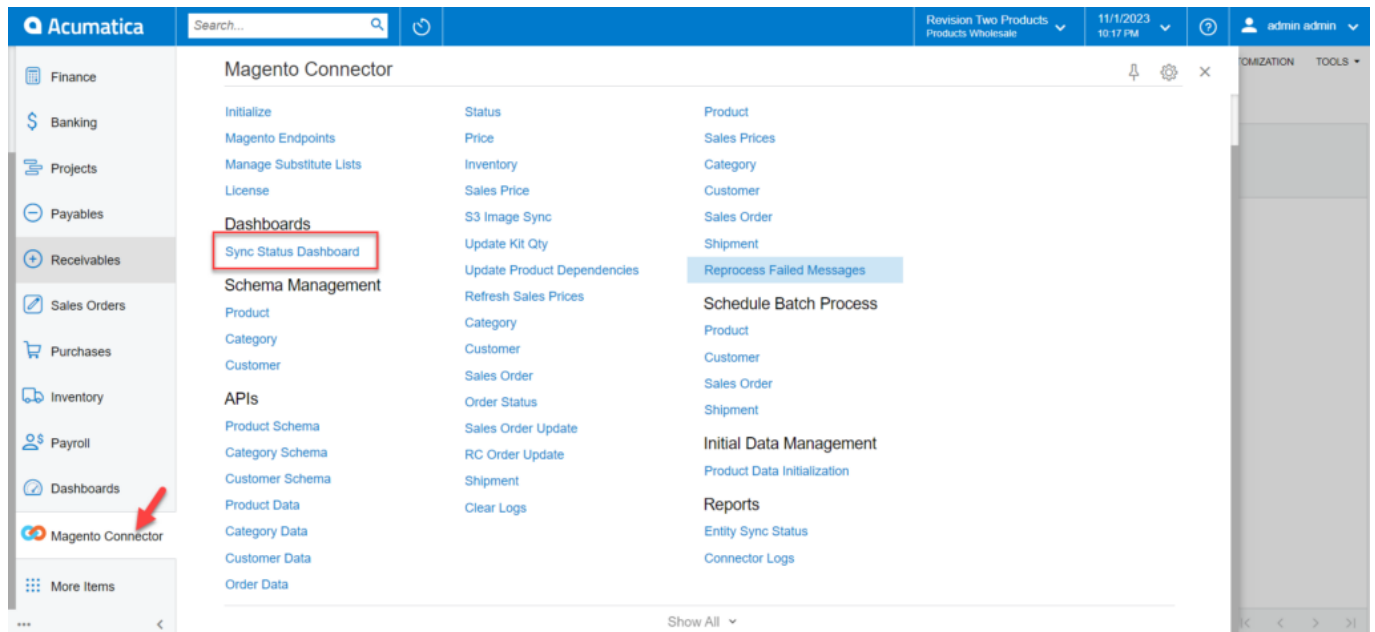 Acumatica
Search...
Revision Two Products
Products Wholesale
11/1/2023
10:17 PM
admin admin
Finance
Banking
Projects
Payables
Receivables
Sales Orders
Purchases
Inventory
Payroll
Dashboards
Magento Connector
More Items
Magento Connector
Initialize
Magento Endpoints
Manage Substitute Lists
License
Dashboards
Sync Status Dashboard
Schema Management
Product
Category
Customer
APIs
Product Schema
Category Schema
Customer Schema
Product Data
Category Data
Customer Data
Order Data
Status
Price
Inventory
Sales Price
S3 Image Sync
Update Kit Qty
Update Product Dependencies
Refresh Sales Prices
Category
Customer
Sales Order
Order Status
Sales Order Update
RC Order Update
Shipment
Clear Logs
Product
Sales Prices
Category
Customer
Sales Order
Shipment
Reprocess Failed Messages
Schedule Batch Process
Product
Customer
Sales Order
Shipment
Initial Data Management
Product Data Initialization
Reports
Entity Sync Status
Connector Logs
Show All
OMIZATION TOOLS